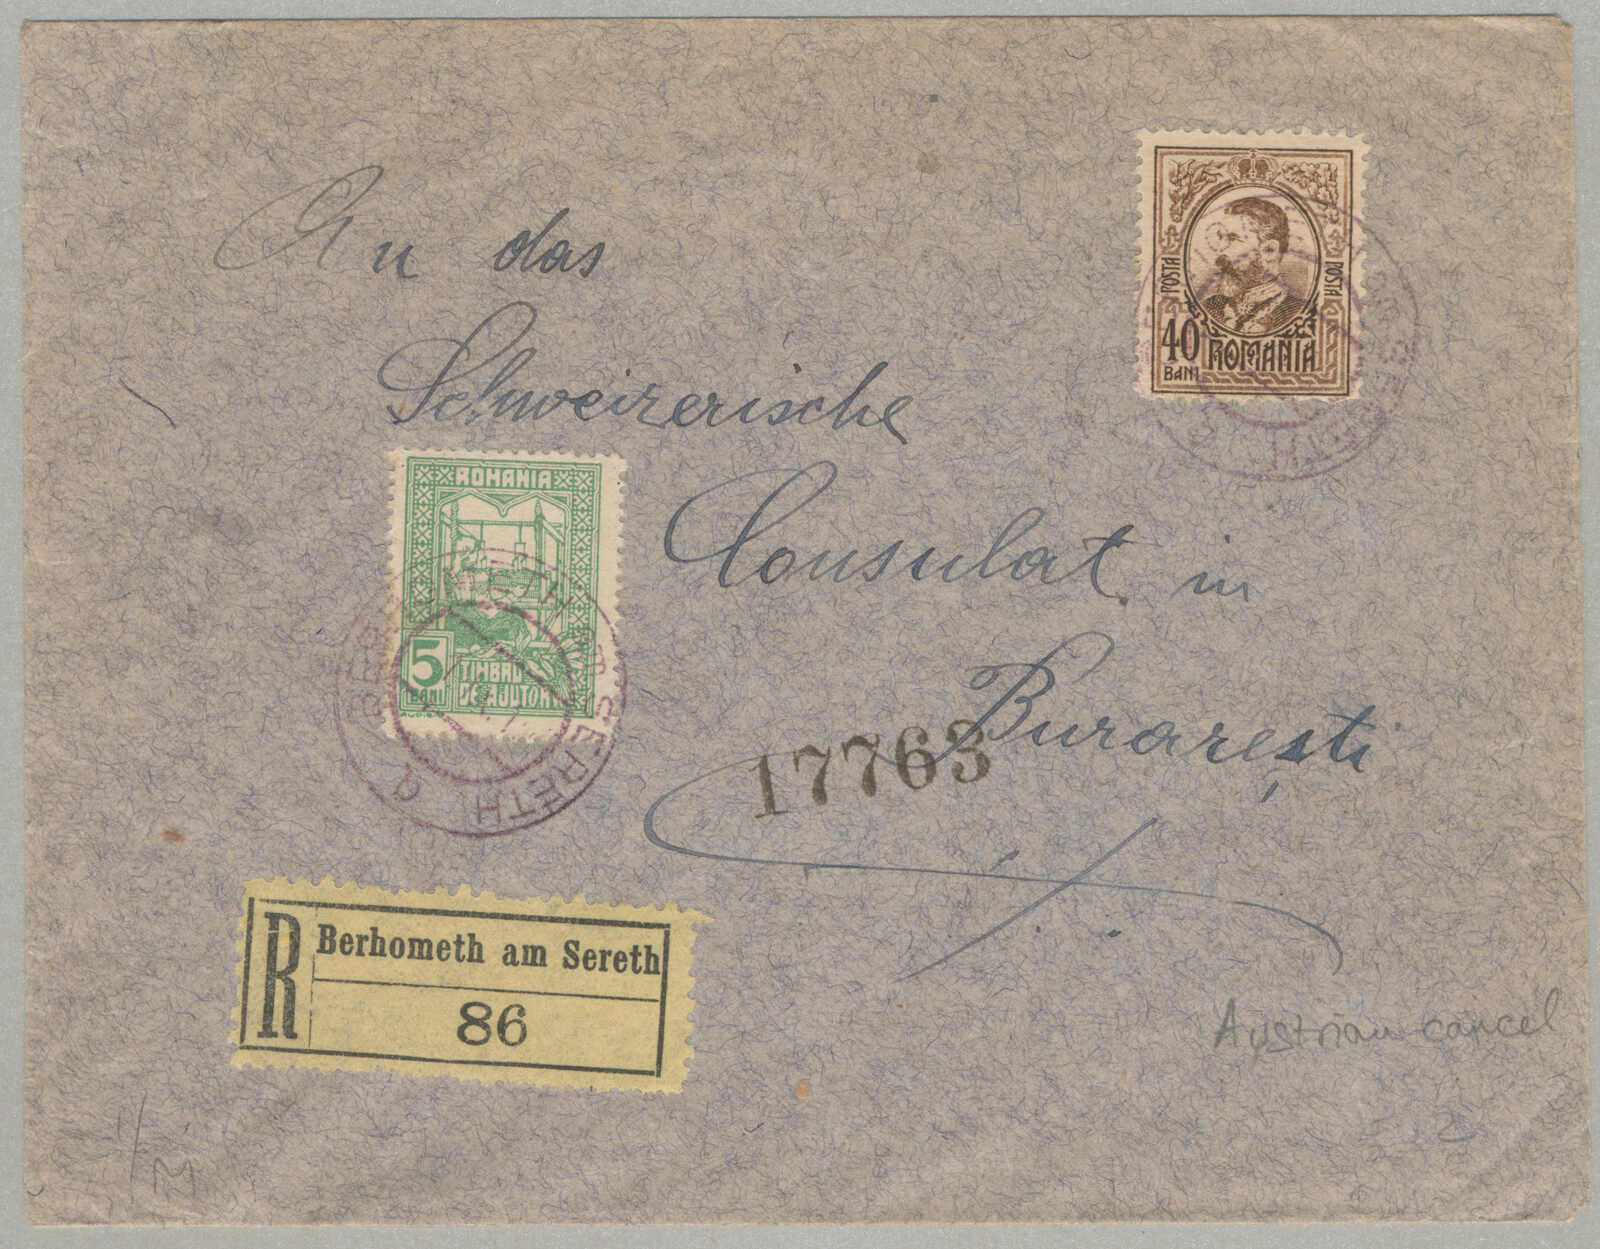 An das
Schweizerische
Consulat in
Bucarești
POSTA
POSTA
40
BANI
ROMANIA
ROMANIA
5
BANI
TIMBRU
DE AJUTOR
SERETH
17763
R
Berhometh am Sereth
86
Austrian cancel